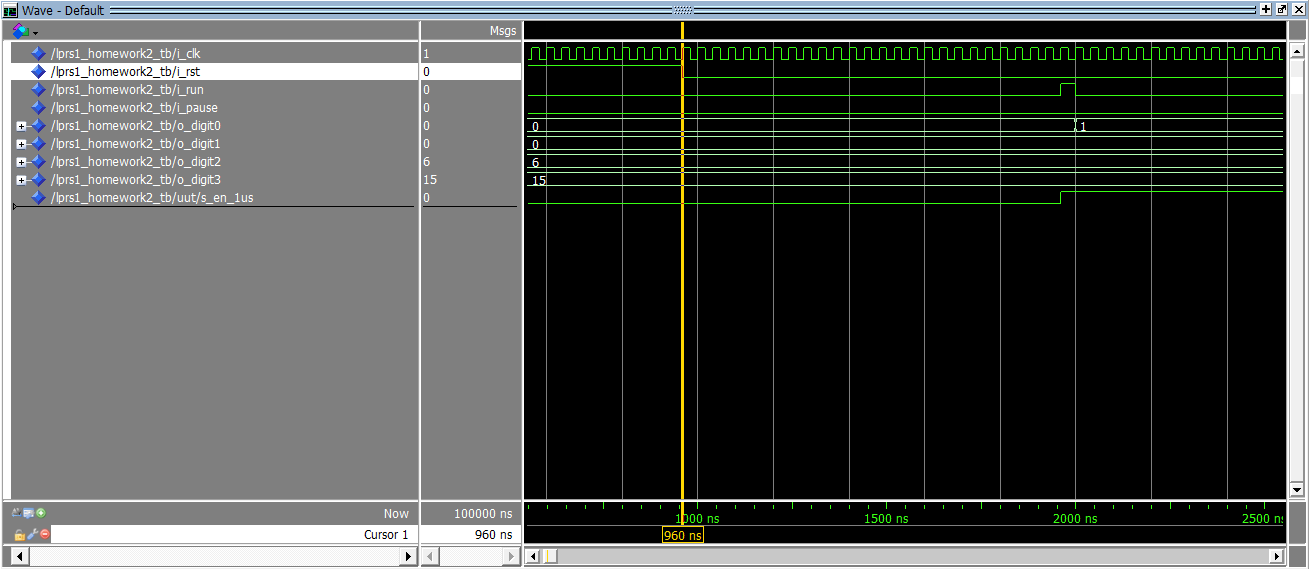 Wave - Default
Msgs
/lprs1_homework2_tb/i_clk 1
/lprs1_homework2_tb/i_rst 0
/lprs1_homework2_tb/i_run 0
/lprs1_homework2_tb/i_pause 0
/lprs1_homework2_tb/o_digit0 0 0 1
/lprs1_homework2_tb/o_digit1 0 0
/lprs1_homework2_tb/o_digit2 6 6
/lprs1_homework2_tb/o_digit3 15 15
/lprs1_homework2_tb/uut/s_en_1us 0
Now 100000 ns 1000 ns 1500 ns 2000 ns 2500 ns
Cursor 1 960 ns 960 ns